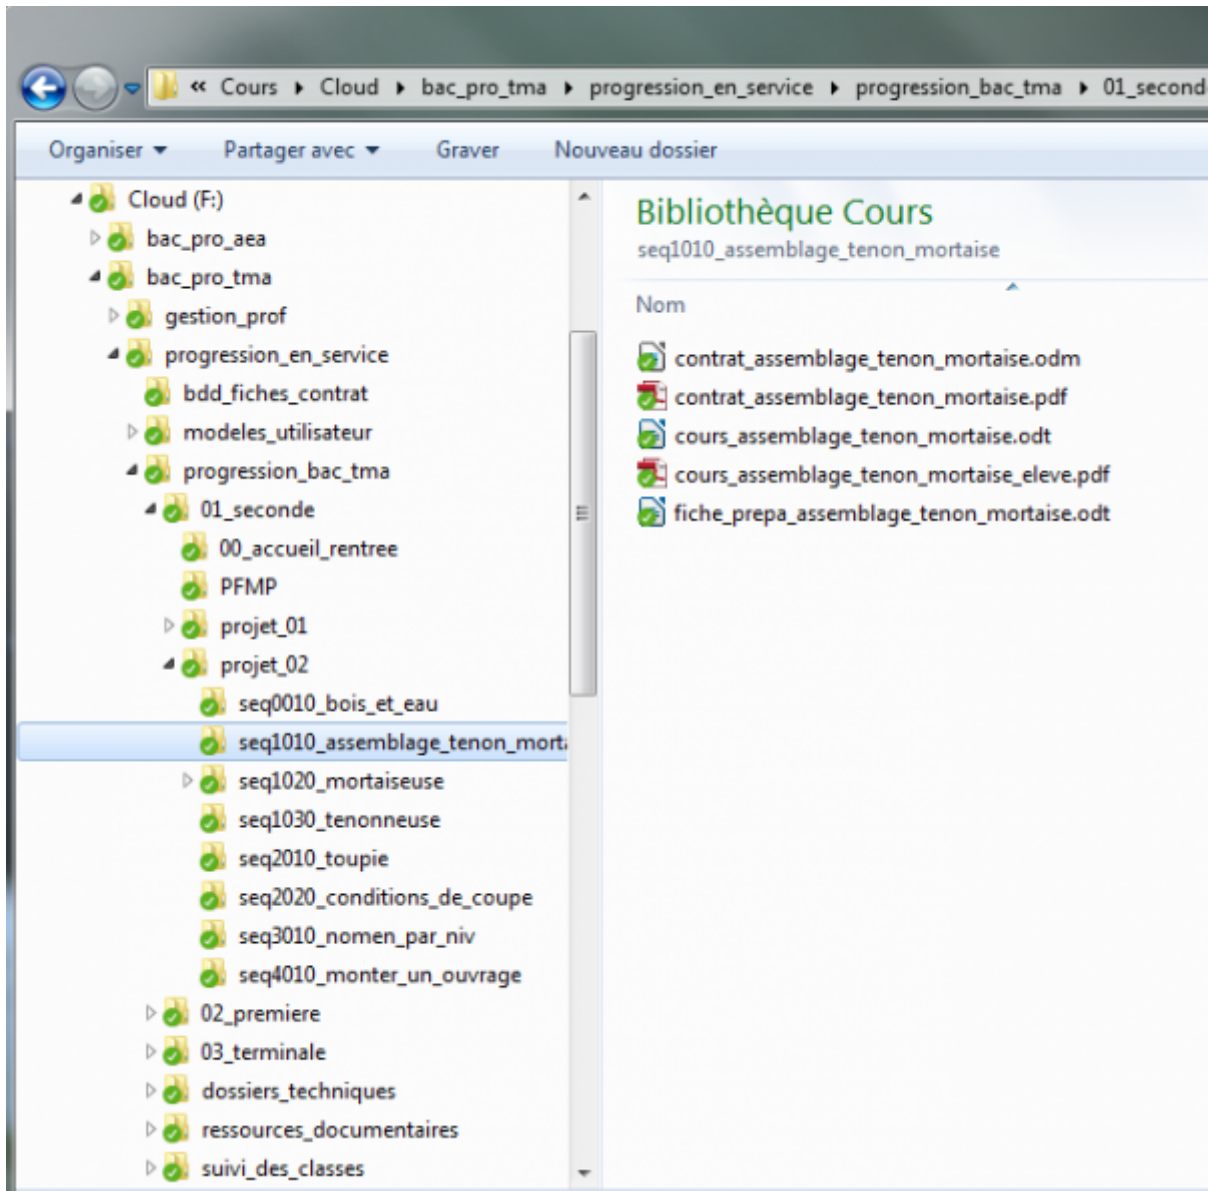 « Cours ▸ Cloud ▸ bac_pro_tma ▸ progression_en_service ▸ progression_bac_tma ▸ 01_second
Organiser Partager avec Graver Nouveau dossier
Cloud (F:)
bac_pro_aea
bac_pro_tma
gestion_prof
progression_en_service
bdd_fiches_contrat
modeles_utilisateur
progression_bac_tma
01_seconde
00_accueil_rentree
PFMP
projet_01
projet_02
seq0010_bois_et_eau
seq1010_assemblage_tenon_morta
seq1020_mortaiseuse
seq1030_tenonneuse
seq2010_toupie
seq2020_conditions_de_coupe
seq3010_nomen_par_niv
seq4010_monter_un_ouvrage
02_premiere
03_terminale
dossiers_techniques
ressources_documentaires
suivi_des_classes
Bibliothèque Cours
seq1010_assemblage_tenon_mortaise
Nom
contrat_assemblage_tenon_mortaise.odm
contrat_assemblage_tenon_mortaise.pdf
cours_assemblage_tenon_mortaise.odt
cours_assemblage_tenon_mortaise_eleve.pdf
fiche_prepa_assemblage_tenon_mortaise.odt